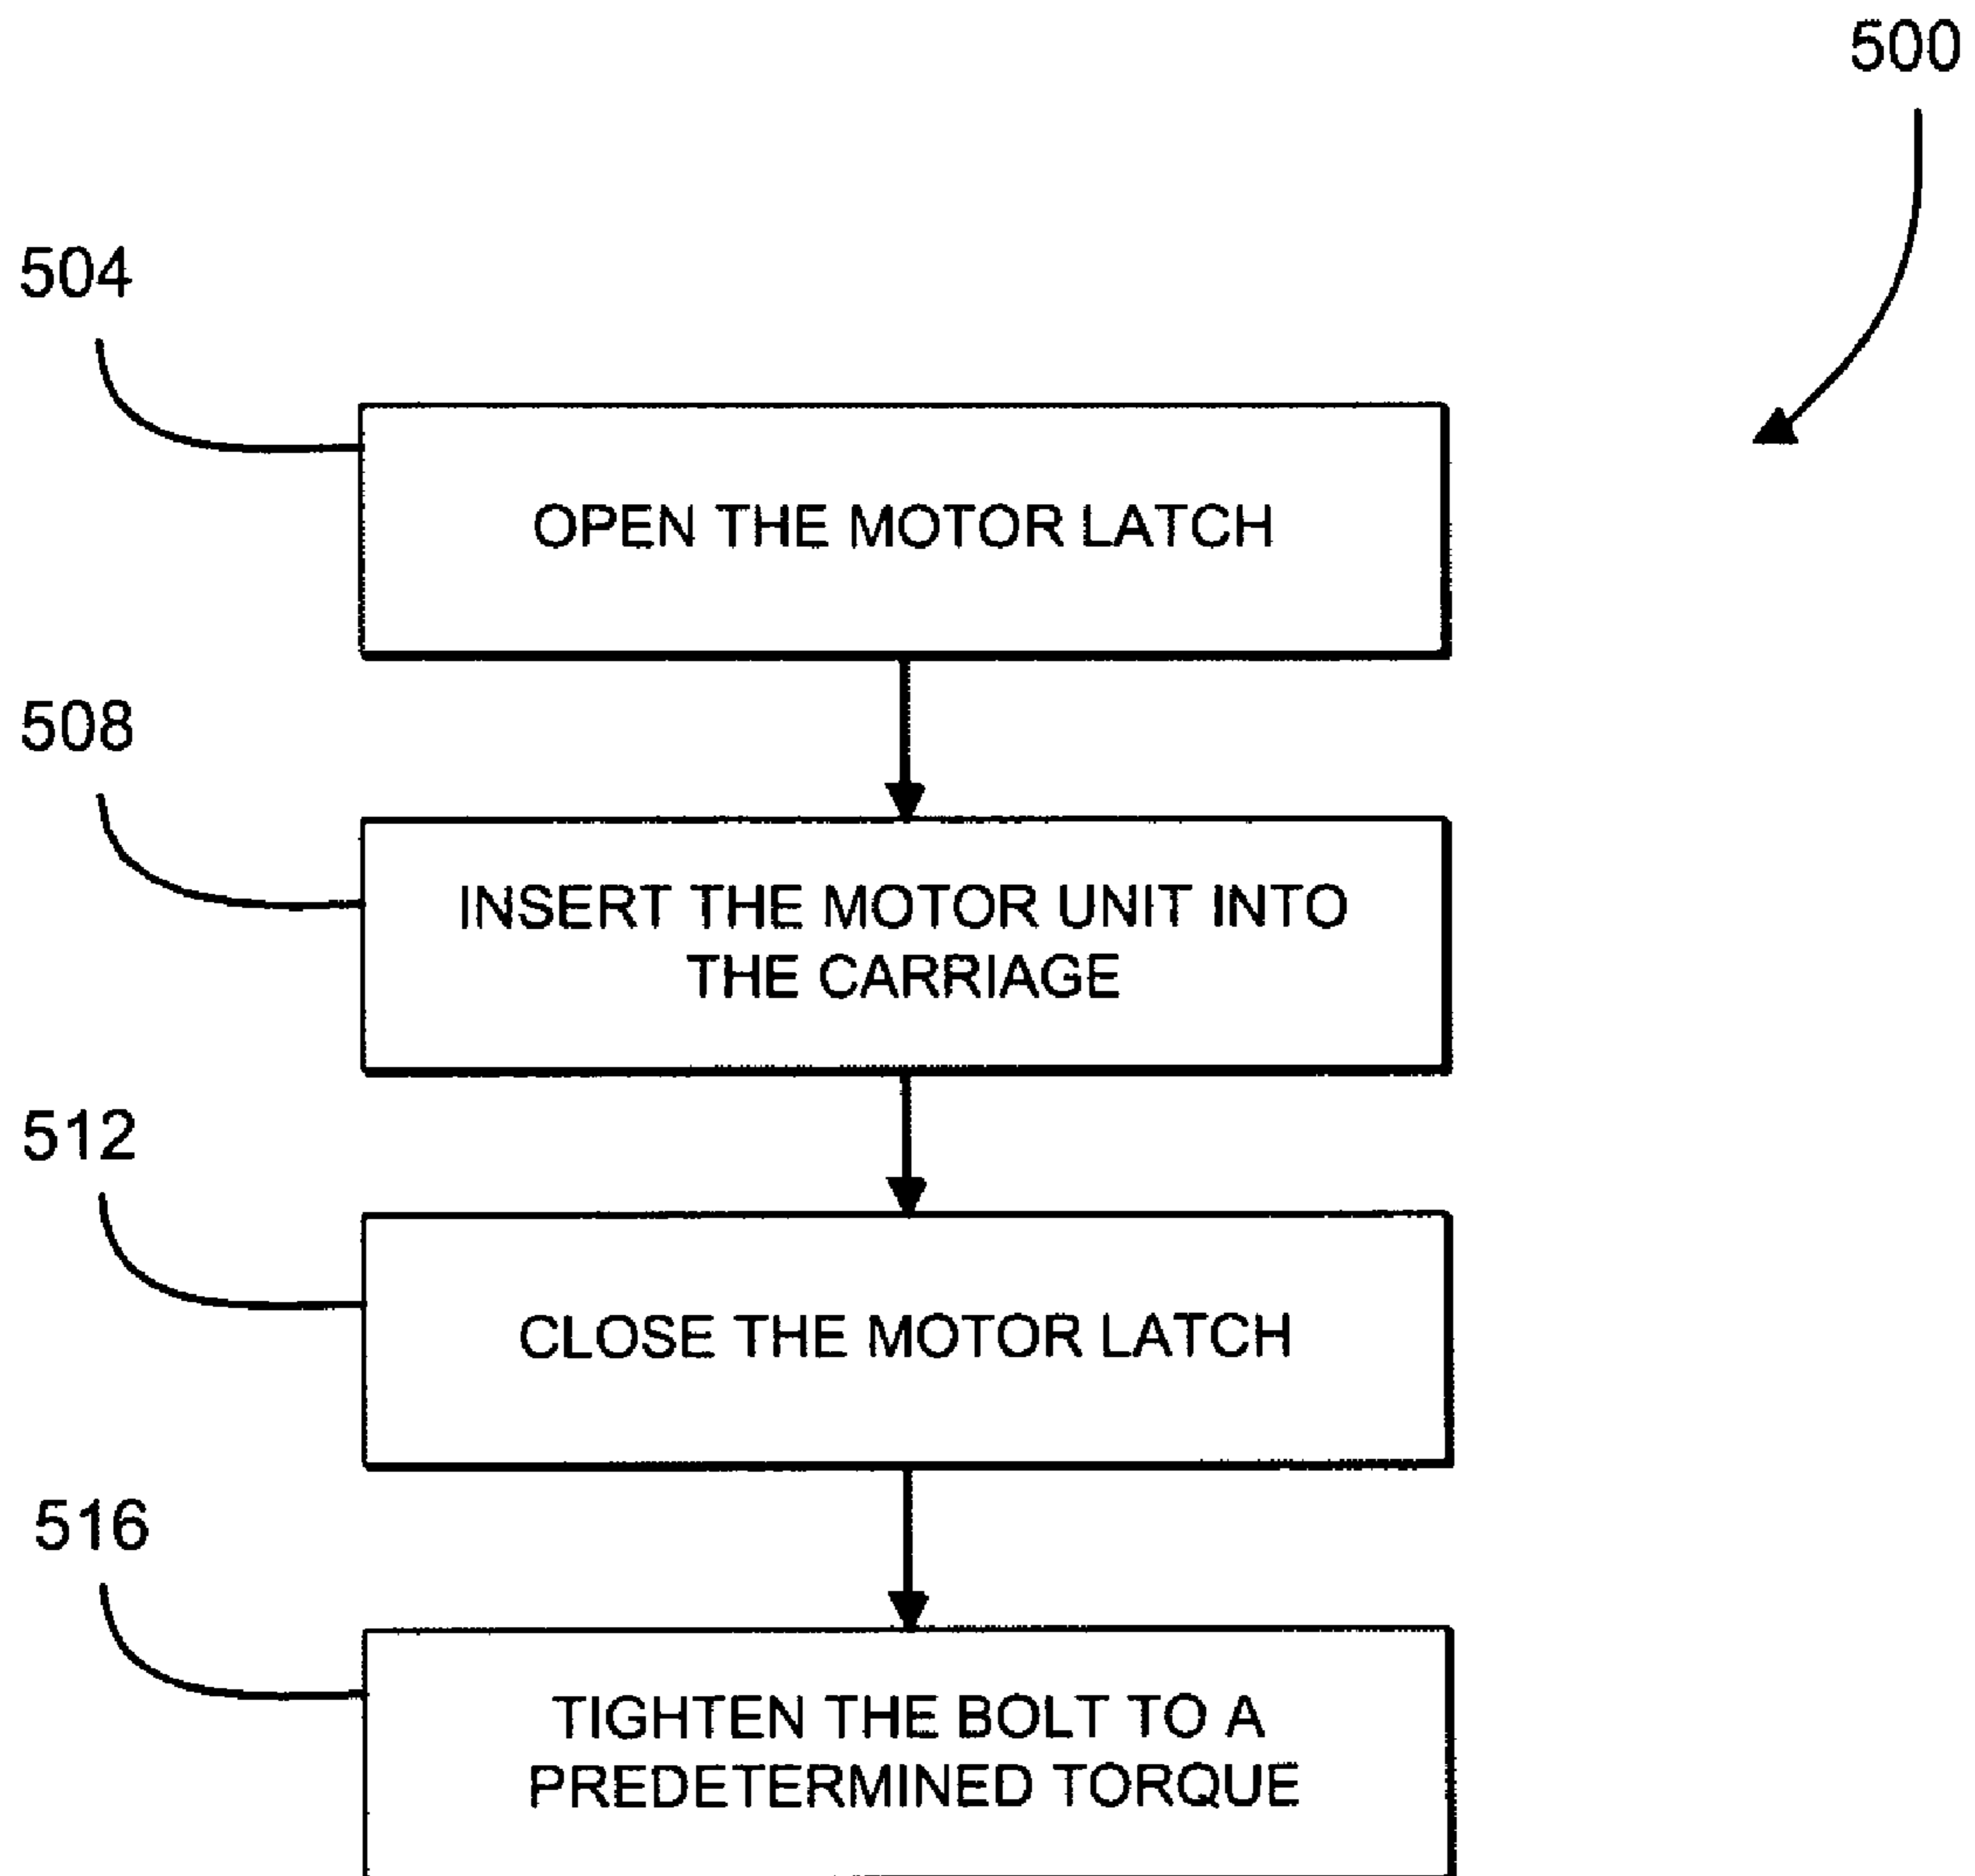 500
504
OPEN THE MOTOR LATCH
508
INSERT THE MOTOR UNIT INTO
THE CARRIAGE
512
CLOSE THE MOTOR LATCH
516
TIGHTEN THE BOLT TO A
PREDETERMINED TORQUE